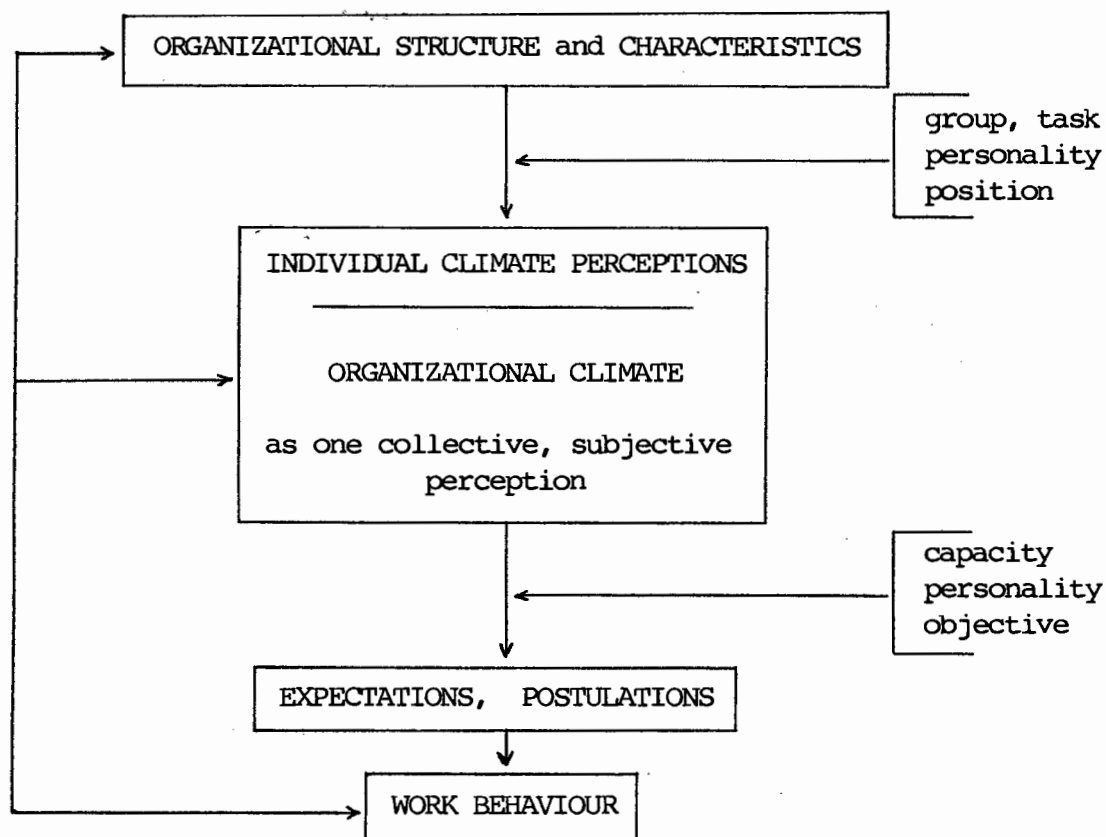 ORGANIZATIONAL STRUCTURE and CHARACTERISTICS
group, task
personality
position
INDIVIDUAL CLIMATE PERCEPTIONS
ORGANIZATIONAL CLIMATE
as one collective, subjective
perception
capacity
personality
objective
EXPECTATIONS, POSTULATIONS
WORK BEHAVIOUR